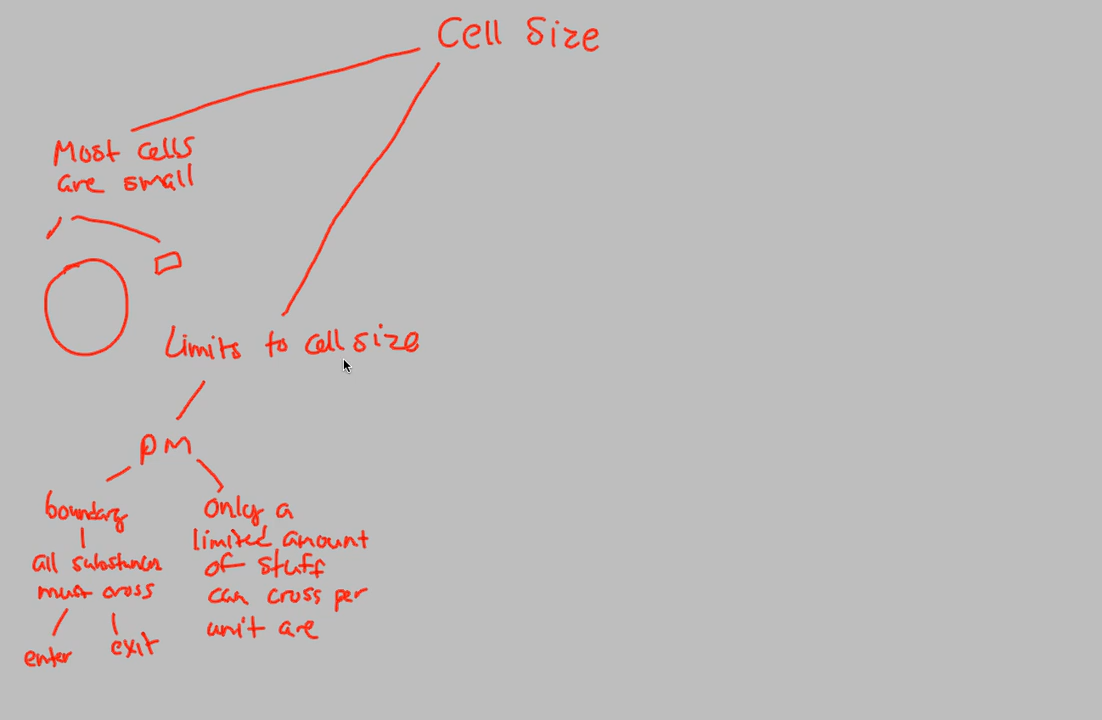 Cell Size
Most cells
are small
Limits to cell size
PM
boundary
all substances
must cross
enter
exit
only a
limited amount
of stuff
can cross per
unit are